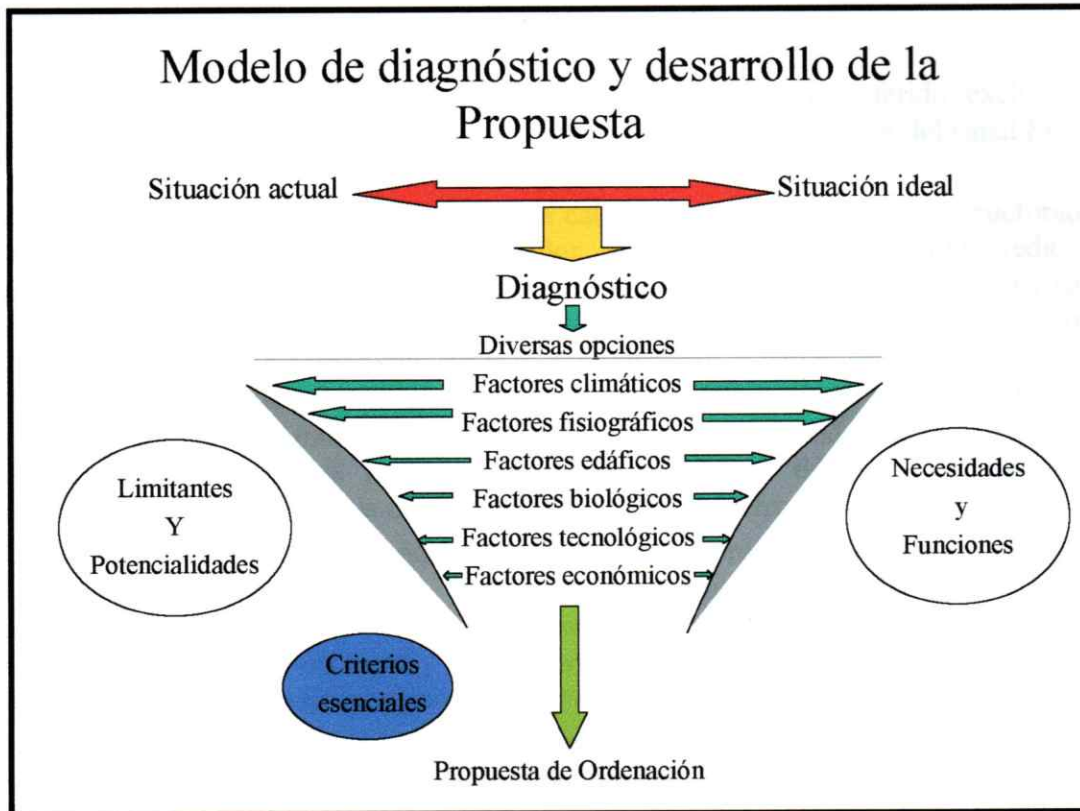 Modelo de diagnóstico y desarrollo de la
Propuesta
Situación actual
Situación ideal
Diagnóstico
Diversas opciones
Factores climáticos
Factores fisiográficos
Factores edáficos
Factores biológicos
Factores tecnológicos
Factores económicos
Limitantes
Y
Potencialidades
Necesidades
y
Funciones
Criterios
esenciales
Propuesta de Ordenación